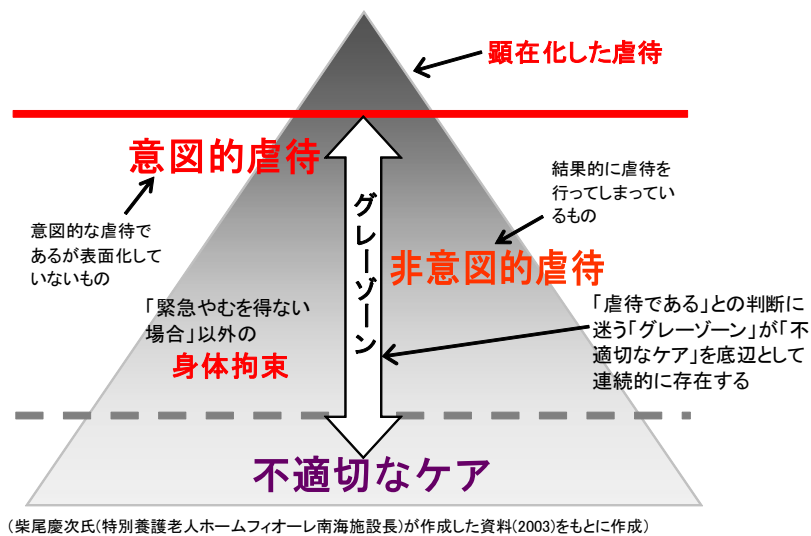 顕在化した虐待
意図的虐待
意図的な虐待で
あるが表面化して
いないもの
結果的に虐待を
行ってしまってい
るもの
グレーゾーン
非意図的虐待
「緊急やむを得ない
場合」以外の
身体拘束
「虐待である」との判断に
迷う「グレーゾーン」が「不
適切なケア」を底辺として
連続的に存在する
不適切なケア
(柴尾慶次氏(特別養護老人ホームフィオーレ南海施設長)が作成した資料(2003)をもとに作成)